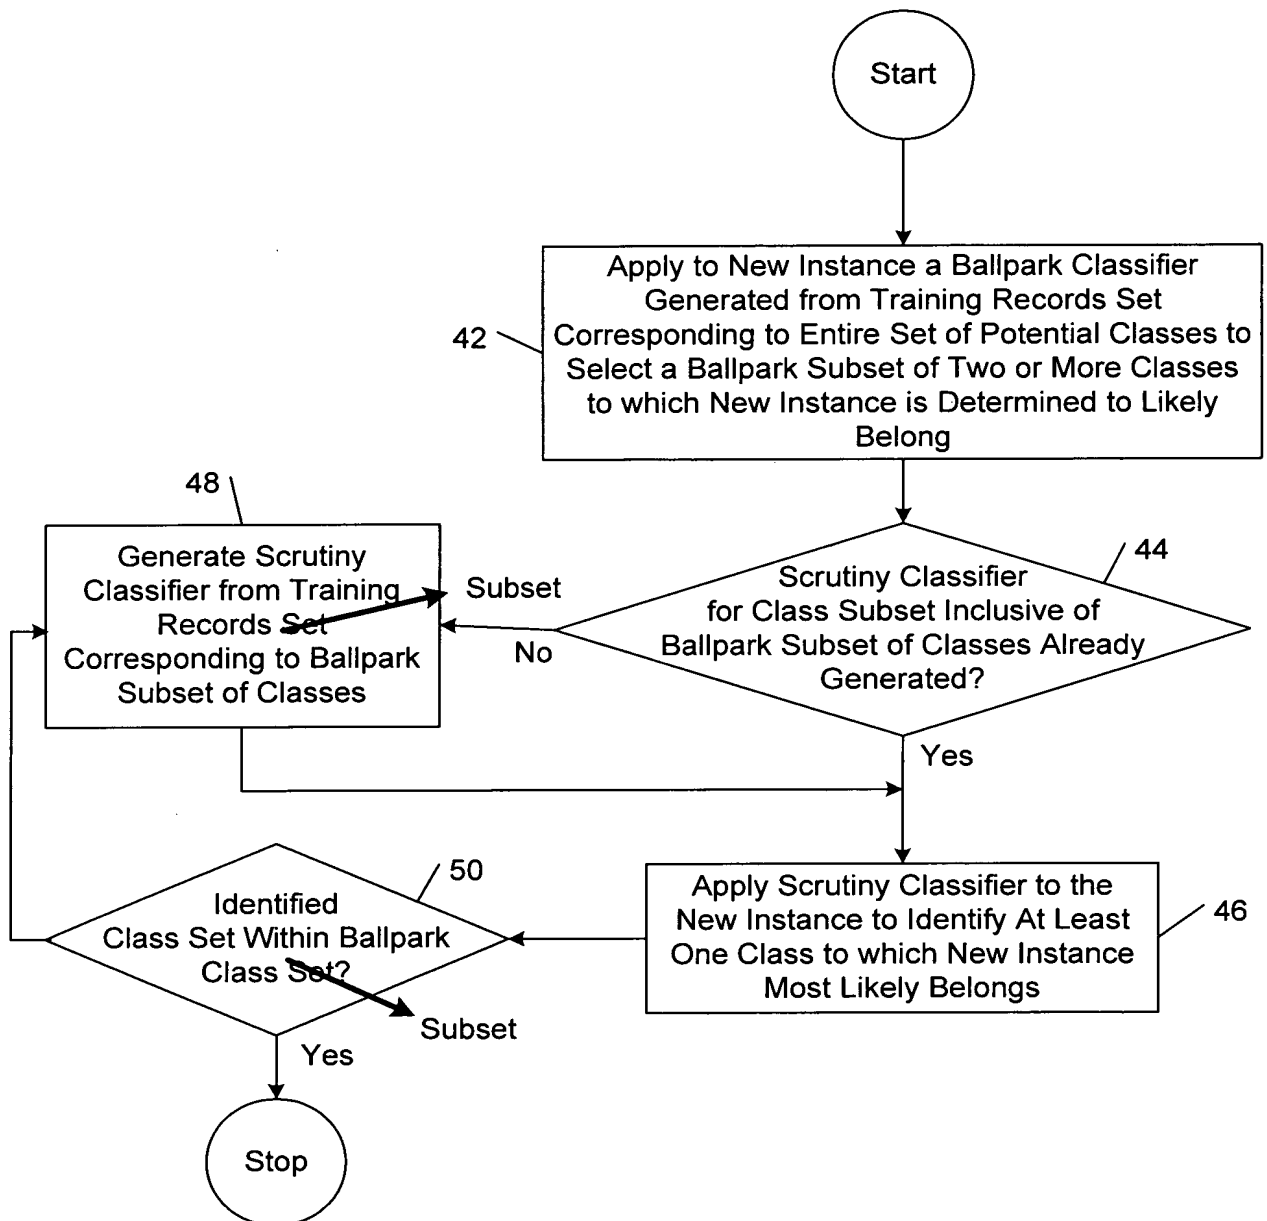 Start
Apply to New Instance a Ballpark Classifier
Generated from Training Records Set
Corresponding to Entire Set of Potential Classes to
Select a Ballpark Subset of Two or More Classes
to which New Instance is Determined to Likely
Belong
42
48
Generate Scrutiny
Classifier from Training
Records Set
Corresponding to Ballpark
Subset of Classes
Subset
No
44
Scrutiny Classifier
for Class Subset Inclusive of
Ballpark Subset of Classes Already
Generated?
Yes
50
Identified
Class Set Within Ballpark
Class Set?
Subset
Yes
Apply Scrutiny Classifier to the
New Instance to Identify At Least
One Class to which New Instance
Most Likely Belongs
46
Stop